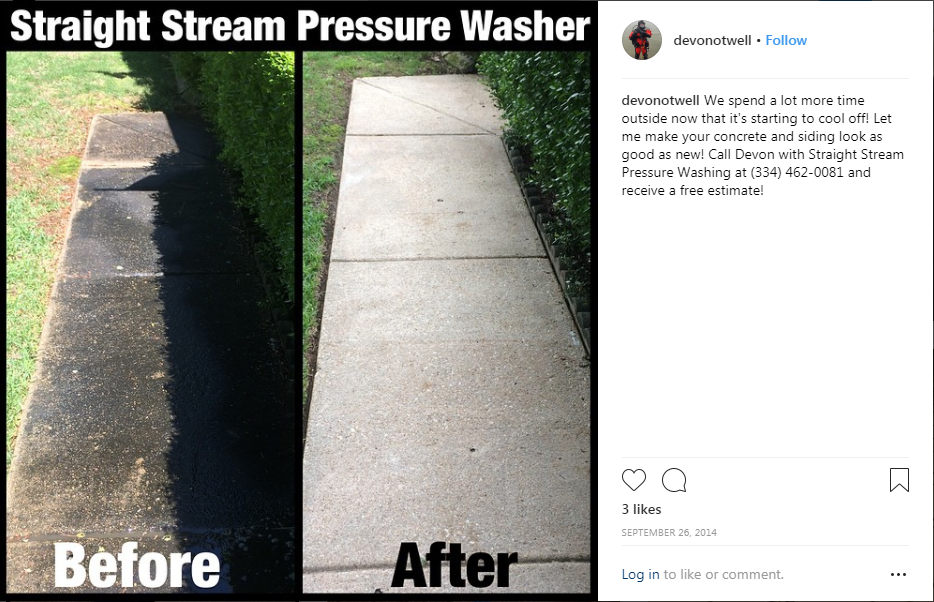 Straight Stream Pressure Washer
Before
After
devonotwell • Follow
devonotwell We spend a lot more time
outside now that it's starting to cool off! Let
me make your concrete and siding look as
good as new! Call Devon with Straight Stream
Pressure Washing at (334) 462-0081 and
receive a free estimate!
3 likes
SEPTEMBER 26, 2014
Log in to like or comment.